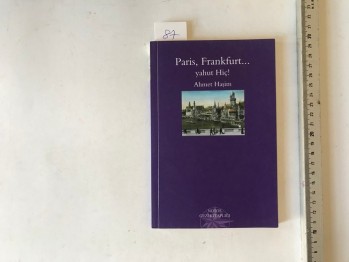 87
Paris, Frankfurt...
yahut Hiç!
Ahmet Haşim